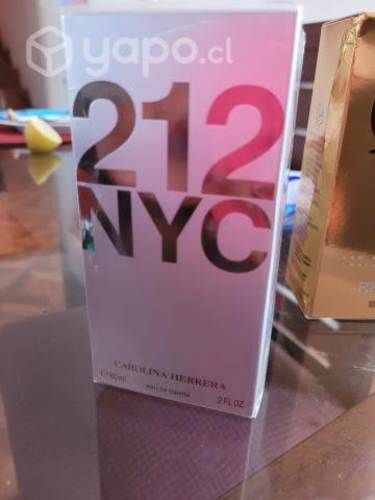 yapo.cl
212
NYC
CAROLINA HERRERA
EAU DE TOILETTE
2 FL OZ